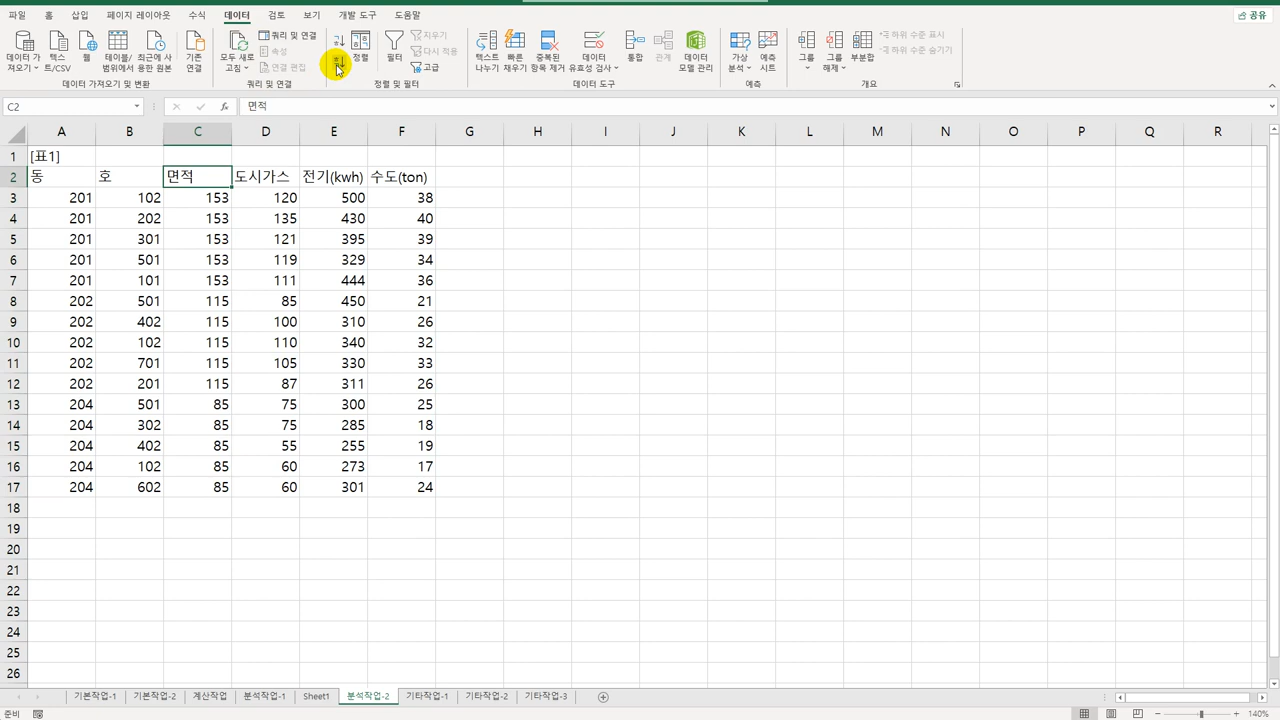 파일 홈 삽입 페이지 레이아웃 수식 데이터 검토 보기 개발 도구 도움말 공유
데이터 가져오기 텍스트/CSV 웹 테이블/범위에서 최근에 사용한 원본 기존 연결
모두 새로 고침 쿼리 및 연결 속성 연결 편집
정렬 필터 지우기 다시 적용 고급
텍스트 나누기 빠른 채우기 중복된 항목 제거 데이터 유효성 검사 통합 관계 데이터 모델 관리
가상 분석 예측 시트 그룹 그룹 해제 부분합 하위 수준 표시 하위 수준 숨기기
데이터 가져오기 및 변환 쿼리 및 연결 정렬 및 필터 데이터 도구 예측 개요
C2 fx 면적
A B C D E F G H I J K L M N O P Q R
1 [표1]
2 동 호 면적 도시가스 전기(kwh) 수도(ton)
3 201 102 153 120 500 38
4 201 202 153 135 430 40
5 201 301 153 121 395 39
6 201 501 153 119 329 34
7 201 101 153 111 444 36
8 202 501 115 85 450 21
9 202 402 115 100 310 26
10 202 102 115 110 340 32
11 202 701 115 105 330 33
12 202 201 115 87 311 26
13 204 501 85 75 300 25
14 204 302 85 75 285 18
15 204 402 85 55 255 19
16 204 102 85 60 273 17
17 204 602 85 60 301 24
18
19
20
21
22
23
24
25
26
기본작업-1 기본작업-2 계산작업 분석작업-1 Sheet1 분석작업-2 기타작업-1 기타작업-2 기타작업-3
준비 140%